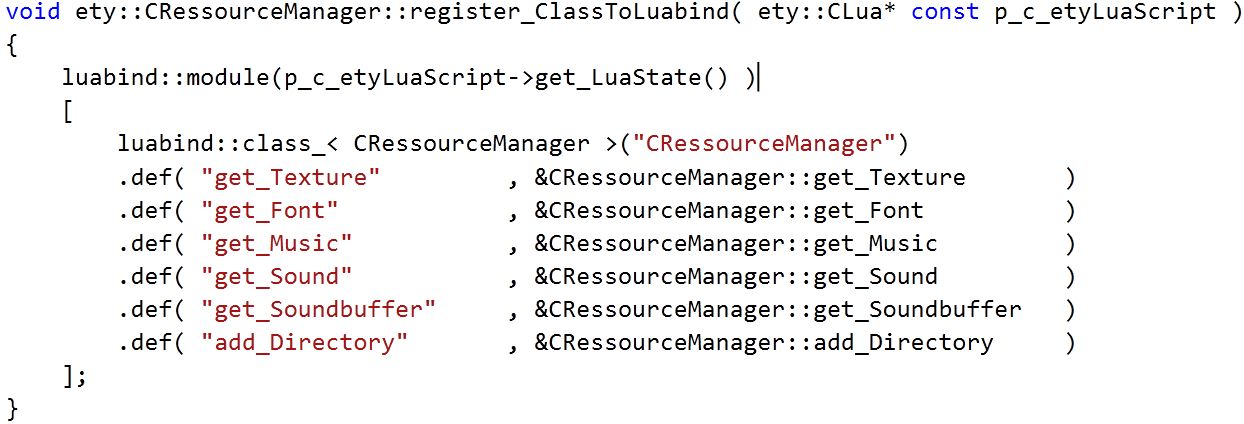 void ety::CRessourceManager::register_ClassToLuabind( ety::CLua* const p_c_etyLuaScript )
{
    luabind::module(p_c_etyLuaScript->get_LuaState() )
    [
        luabind::class_< CRessourceManager >("CRessourceManager")
        .def( "get_Texture"         , &CRessourceManager::get_Texture       )
        .def( "get_Font"            , &CRessourceManager::get_Font          )
        .def( "get_Music"           , &CRessourceManager::get_Music         )
        .def( "get_Sound"           , &CRessourceManager::get_Sound         )
        .def( "get_Soundbuffer"     , &CRessourceManager::get_Soundbuffer   )
        .def( "add_Directory"       , &CRessourceManager::add_Directory     )
    ];
}